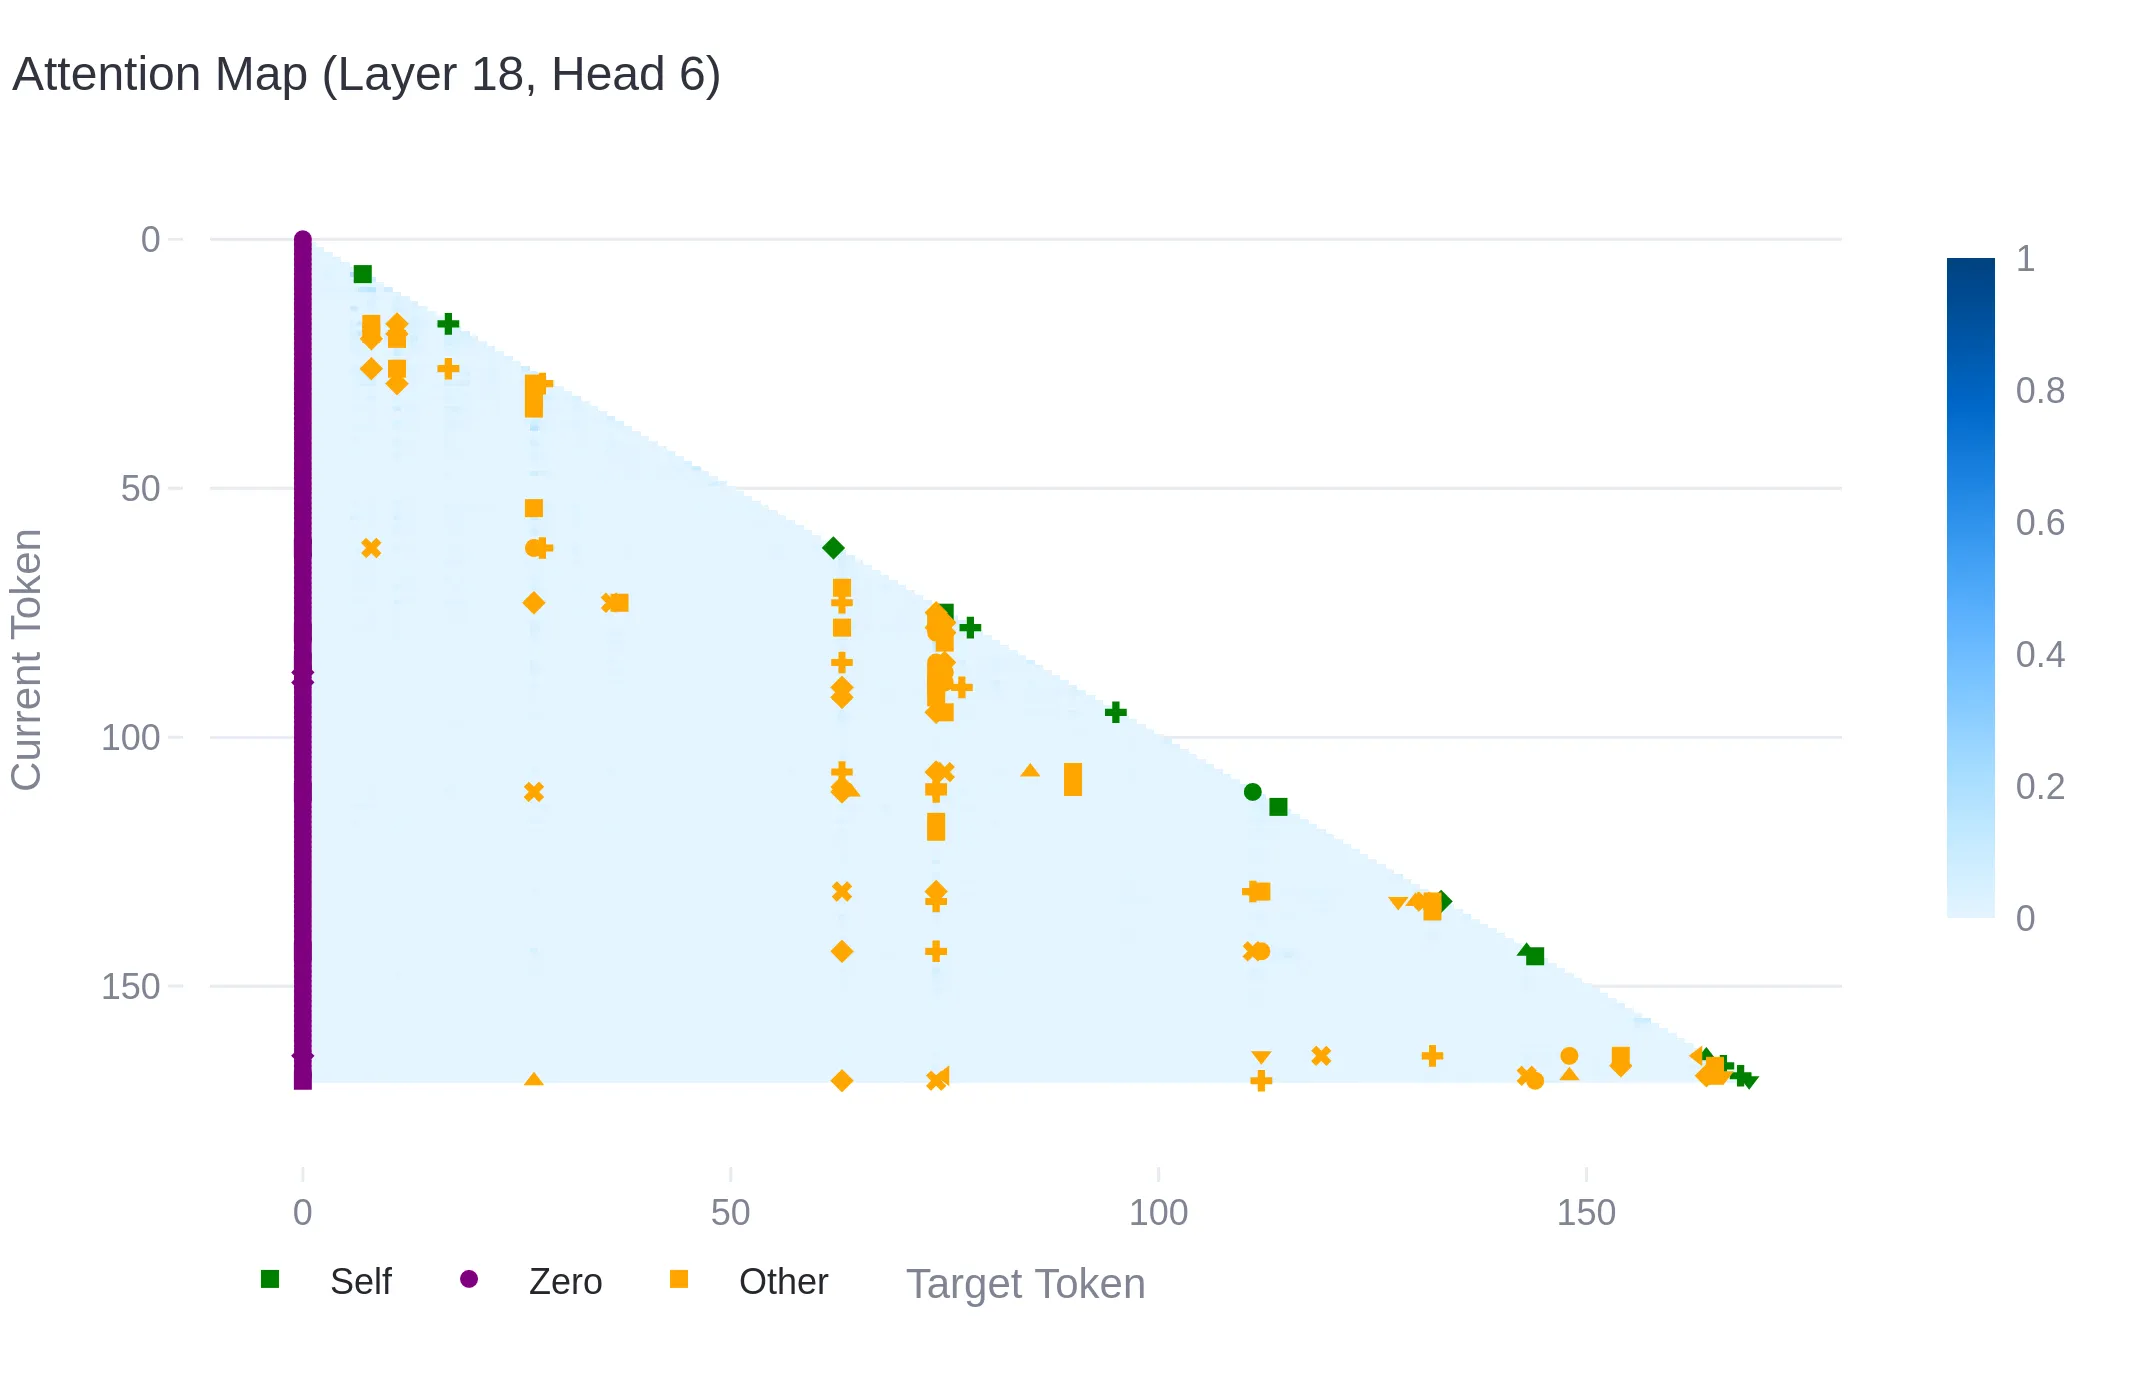 Attention Map (Layer 18, Head 6)
0
50
100
150
Current Token
1
0.8
0.6
0.4
0.2
0
0 50 100 150
Self Zero Other
Target Token